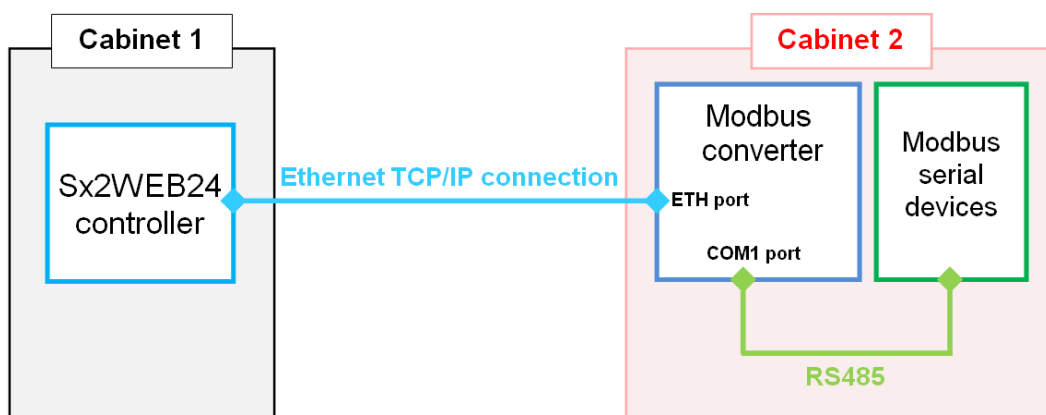 Cabinet 1
Cabinet 2
Sx2WEB24
controller
Ethernet TCP/IP connection
Modbus
converter
ETH port
COM1 port
Modbus
serial
devices
RS485